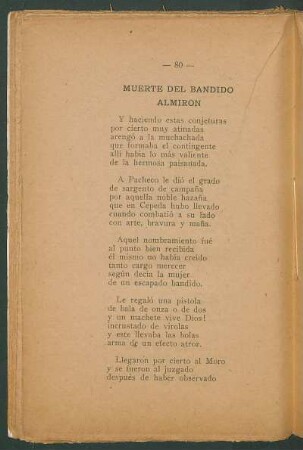 — 80 —
MUERTE DEL BANDIDO
ALMIRON
Y haciendo estas conjeturas
por cierto muy atinadas
arengó a la muchachada
que formaba el contingente
allí había lo más valiente
de la hermosa paisanada.
A Pacheco le dió el grado
de sargento de campaña
por aquella noble hazaña
que en Cepeda hubo llevado
cuando combatió a su lado
con arte, bravura y maña.
Aquel nombramiento fué
al punto bien recibida
él mismo no había creído
tanto cargo merecer
según decía la mujer
de un escapado bandido.
Le regaló una pistola
de bala de onza o de dos
y un machete vive Dios!
incrustado de virolas
y este llevaba las bolas
arma de un efecto atroz.
Llegaron por cierto al Moro
y se fueron al juzgado
después de haber observado